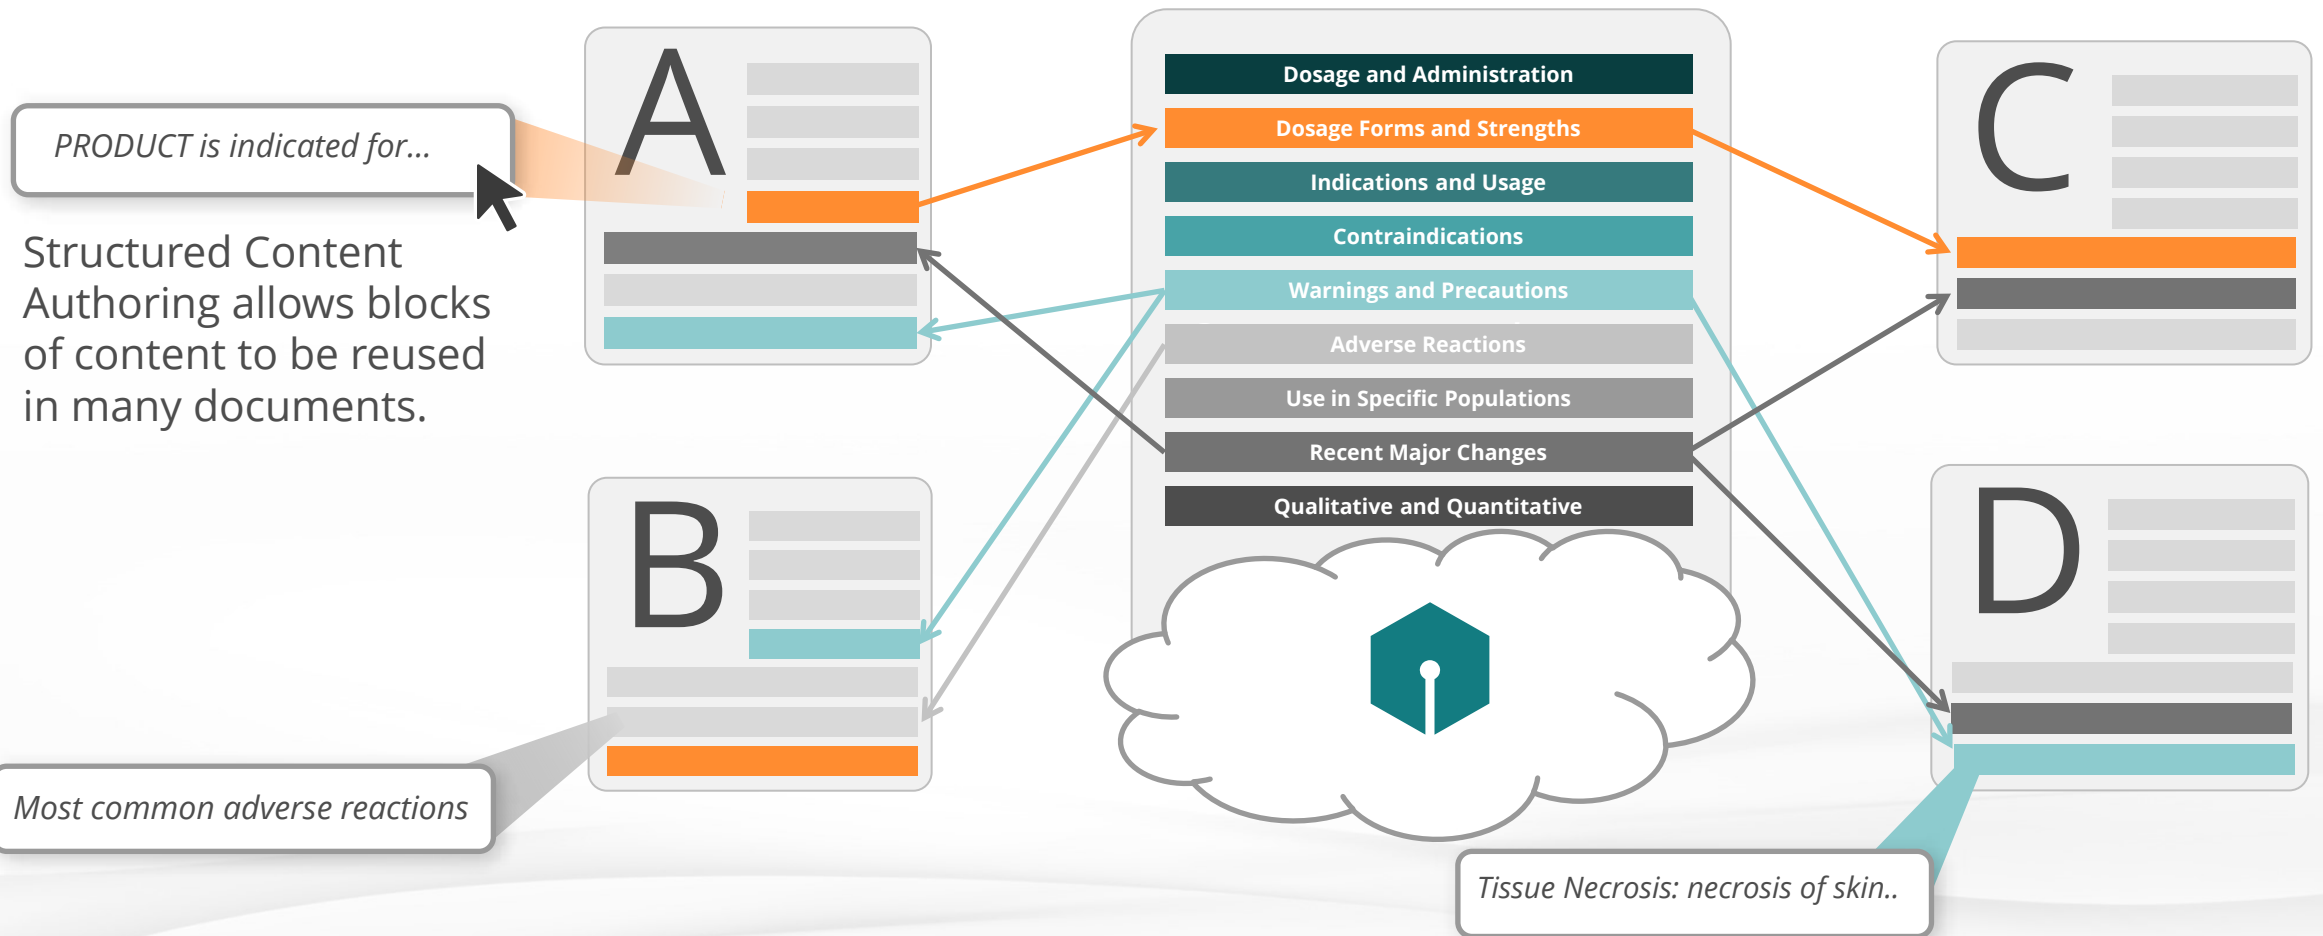 PRODUCT is indicated for...
Structured Content
Authoring allows blocks
of content to be reused
in many documents.
A
B
Most common adverse reactions
Dosage and Administration
Dosage Forms and Strengths
Indications and Usage
Contraindications
Warnings and Precautions
Adverse Reactions
Use in Specific Populations
Recent Major Changes
Qualitative and Quantitative
C
D
Tissue Necrosis: necrosis of skin..